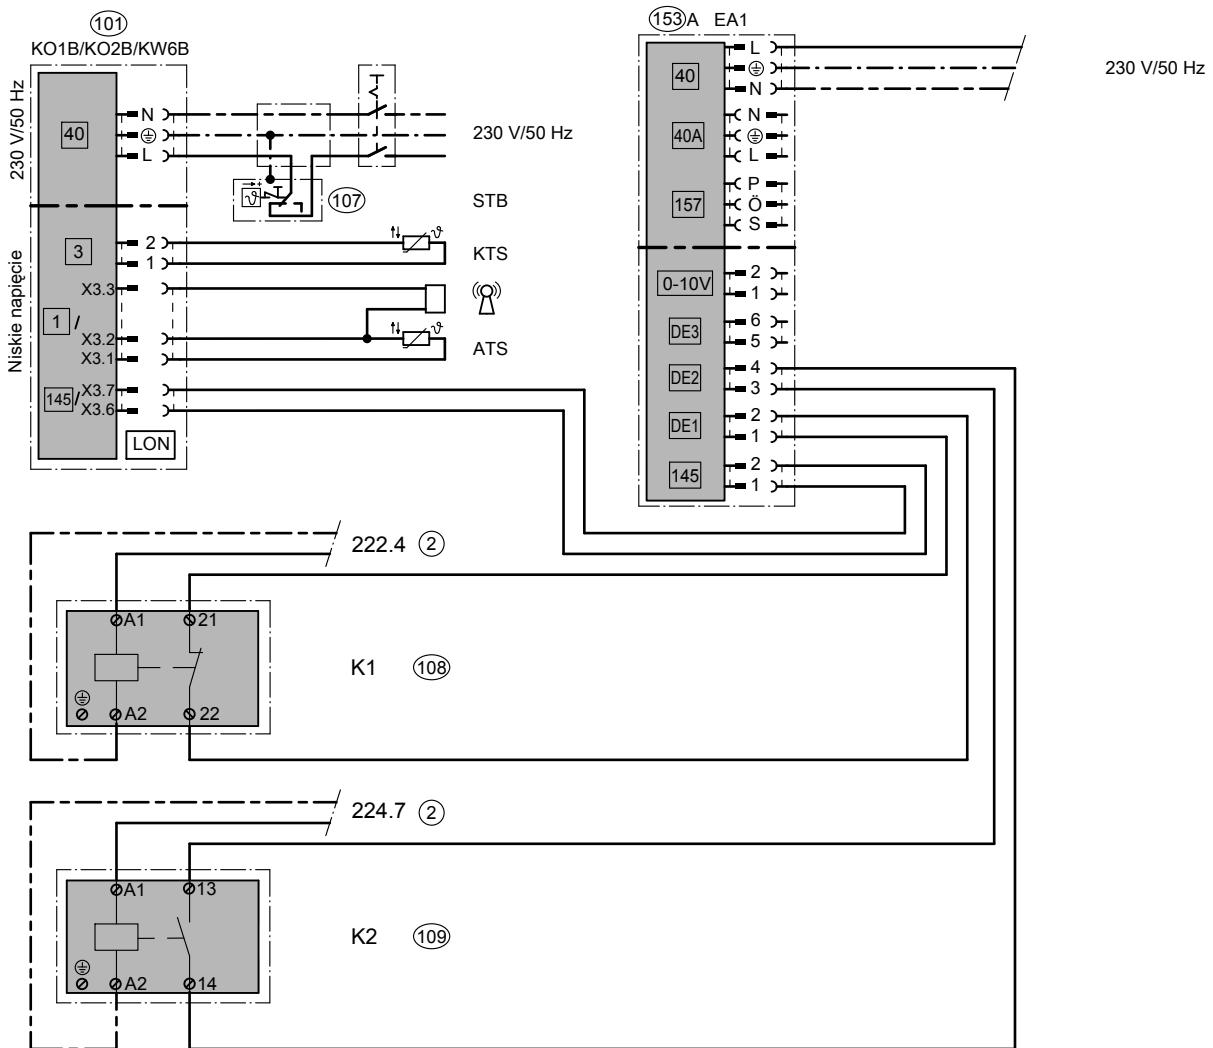 101
KO1B/KO2B/KW6B
230 V/50 Hz
Niskie napięcie
40
N
L
230 V/50 Hz
107
STB
3
2
1
KTS
X3.3
1 /
X3.2
X3.1
ATS
145 / X3.7
X3.6
LON
ϑ
ϑ
ϑ
153 A EA1
40
L
N
230 V/50 Hz
40A
N
L
157
P
Ö
S
0-10V
2
1
DE3
6
5
DE2
4
3
DE1
2
1
145
2
1
222.4 2
A1
21
K1 108
A2
22
224.7 2
A1
13
K2 109
A2
14